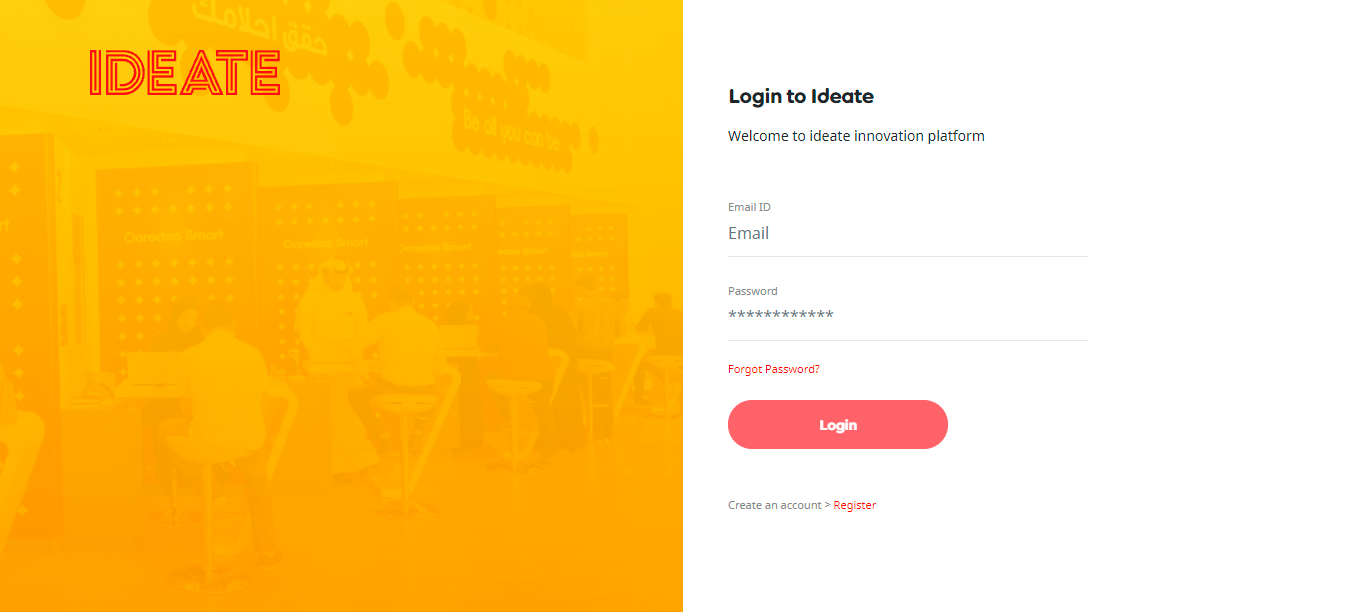 حقق احلامك
IDEATE
Be all you can be
Ooredoo Smart
Ooredoo Smart
Ooredoo Smart
Login to Ideate
Welcome to ideate innovation platform
Email ID
Email
Password
************
Forgot Password?
Login
Create an account > Register